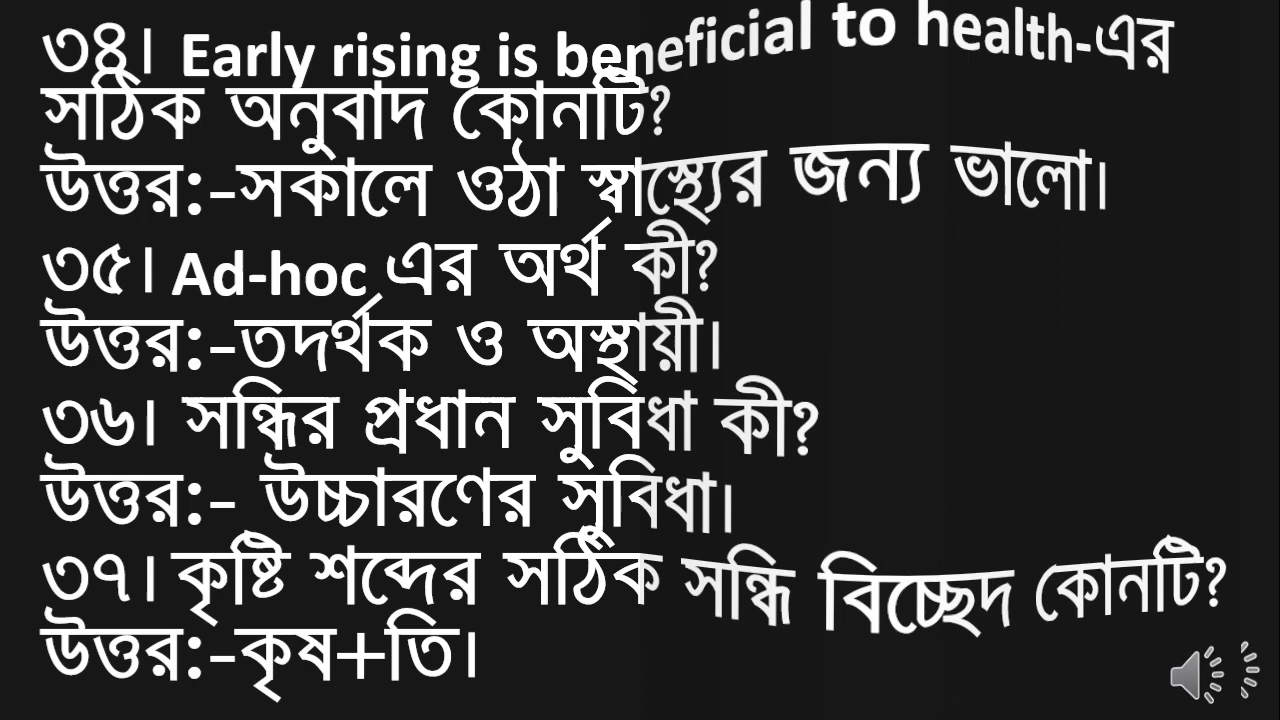 ৩৪। Early rising is beneficial to health-এর
সঠিক অনুবাদ কোনটি?
উত্তর:-সকালে ওঠা স্বাস্থ্যের জন্য ভালো।
৩৫। Ad-hoc এর অর্থ কী?
উত্তর:-তদর্থক ও অস্থায়ী।
৩৬। সন্ধির প্রধান সুবিধা কী?
উত্তর:- উচ্চারণের সুবিধা।
৩৭। কৃষ্টি শব্দের সঠিক সন্ধি বিচ্ছেদ কোনটি?
উত্তর:-কৃষ+তি।